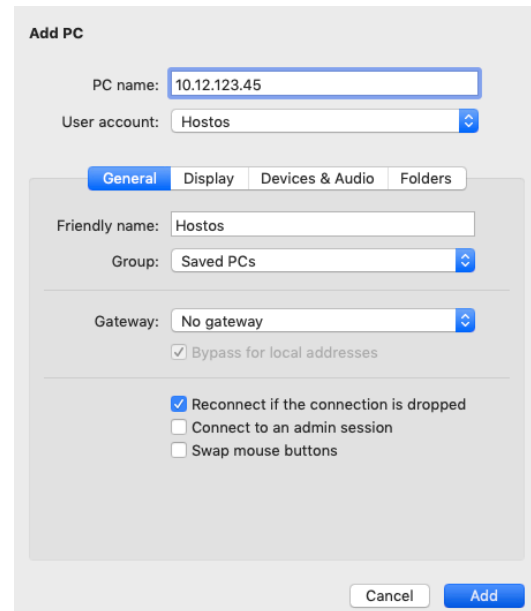 Add PC
PC name: 10.12.123.45
User account: Hostos
General Display Devices & Audio Folders
Friendly name: Hostos
Group: Saved PCs
Gateway: No gateway
Bypass for local addresses
Reconnect if the connection is dropped
Connect to an admin session
Swap mouse buttons
Cancel Add